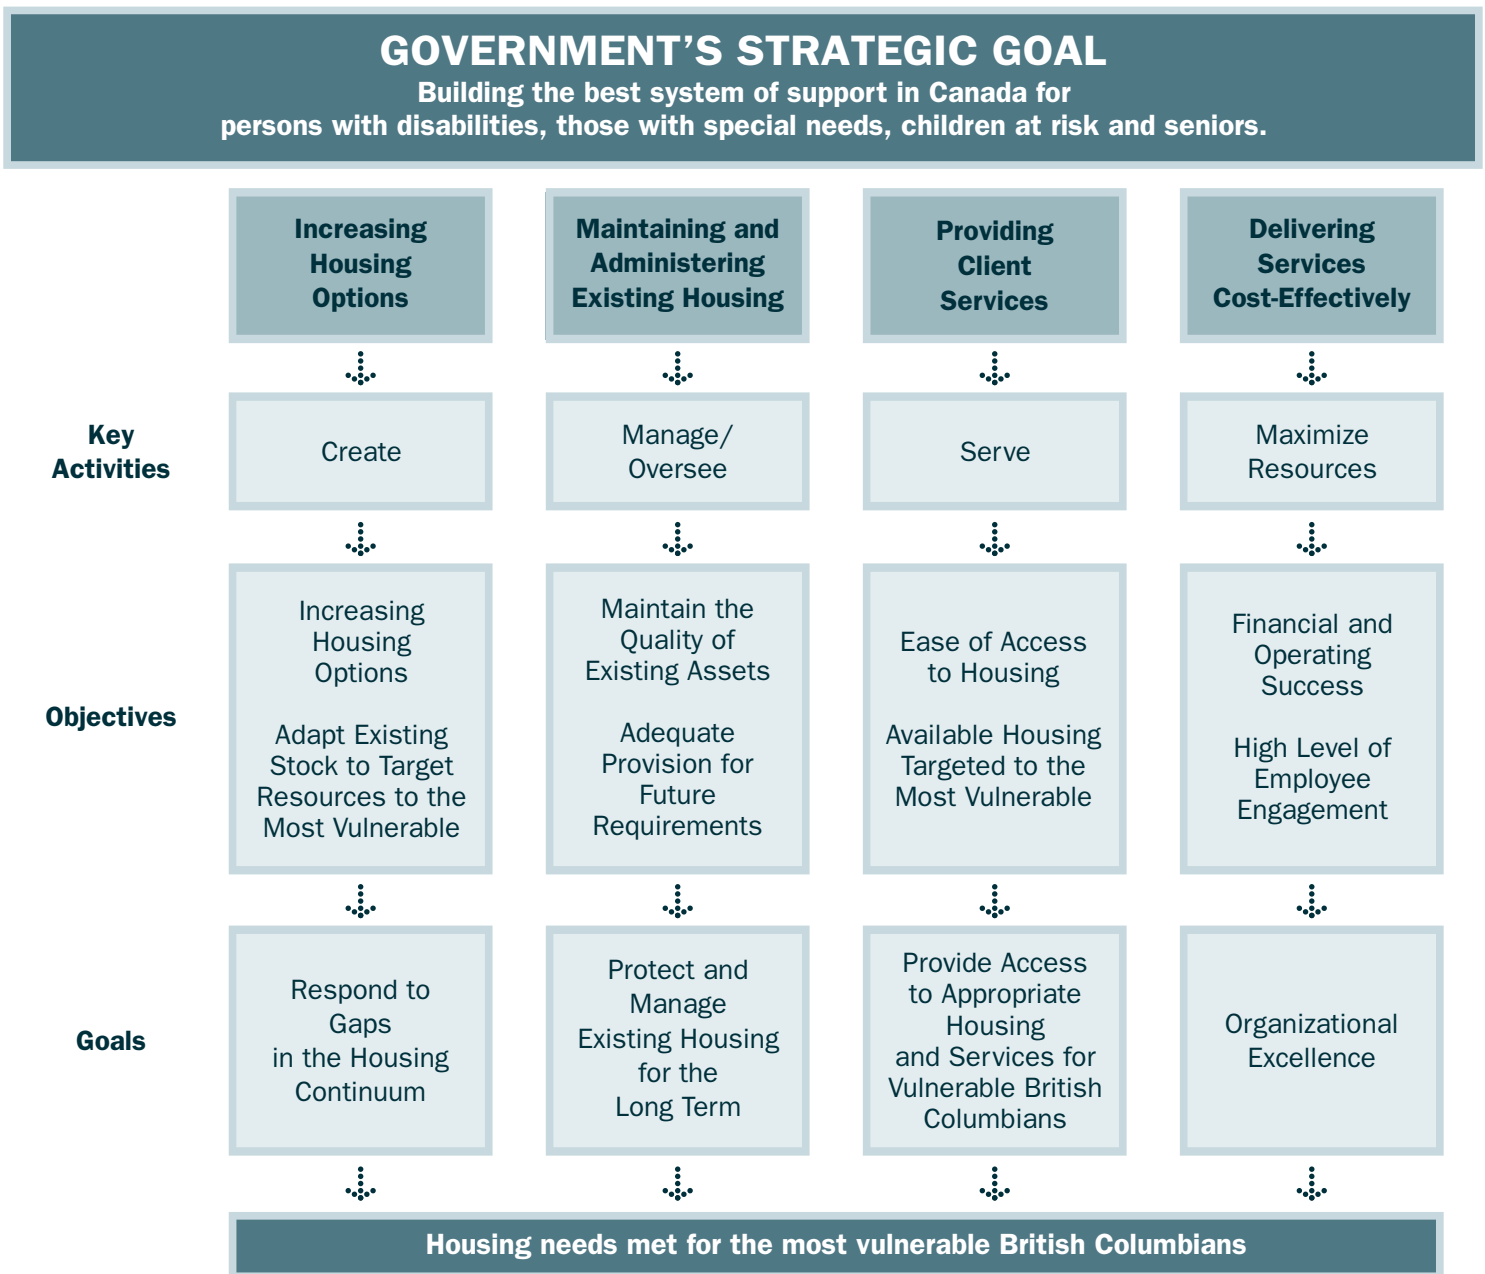 GOVERNMENT’S STRATEGIC GOAL
Building the best system of support in Canada for
persons with disabilities, those with special needs, children at risk and seniors.
Increasing
Housing
Options
Maintaining and
Administering
Existing Housing
Providing
Client
Services
Delivering
Services
Cost-Effectively
Key
Activities
Create
Manage/
Oversee
Serve
Maximize
Resources
Objectives
Increasing
Housing
Options
Adapt Existing
Stock to Target
Resources to the
Most Vulnerable
Maintain the
Quality of
Existing Assets
Adequate
Provision for
Future
Requirements
Ease of Access
to Housing
Available Housing
Targeted to the
Most Vulnerable
Financial and
Operating
Success
High Level of
Employee
Engagement
Goals
Respond to
Gaps
in the Housing
Continuum
Protect and
Manage
Existing Housing
for the
Long Term
Provide Access
to Appropriate
Housing
and Services for
Vulnerable British
Columbians
Organizational
Excellence
Housing needs met for the most vulnerable British Columbians